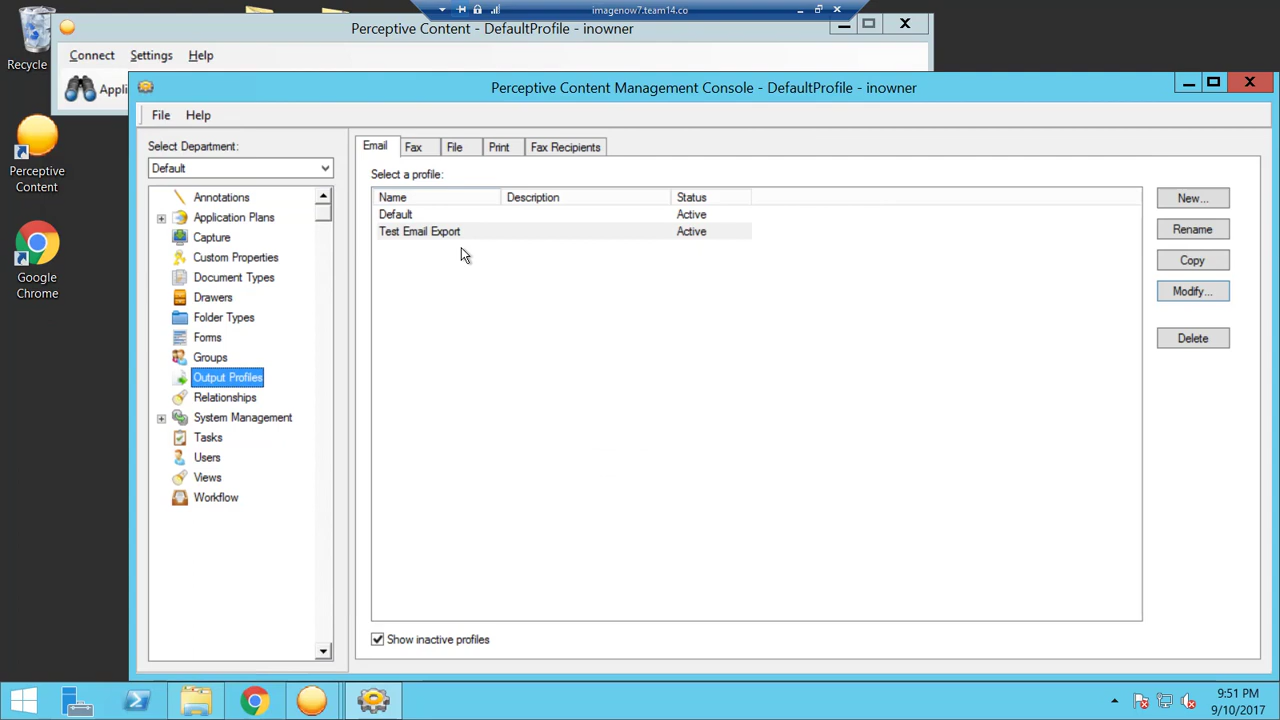 imagenow7.team14.co
Recycle
Perceptive Content - DefaultProfile - inowner
Connect Settings Help
Appli
Perceptive Content Management Console - DefaultProfile - inowner
File Help
Perceptive
Content
Google
Chrome
Select Department:
Default
Annotations
Application Plans
Capture
Custom Properties
Document Types
Drawers
Folder Types
Forms
Groups
Output Profiles
Relationships
System Management
Tasks
Users
Views
Workflow
Email Fax File Print Fax Recipients
Select a profile:
Name Description Status
Default Active
Test Email Export Active
New...
Rename
Copy
Modify...
Delete
Show inactive profiles
9:51 PM
9/10/2017